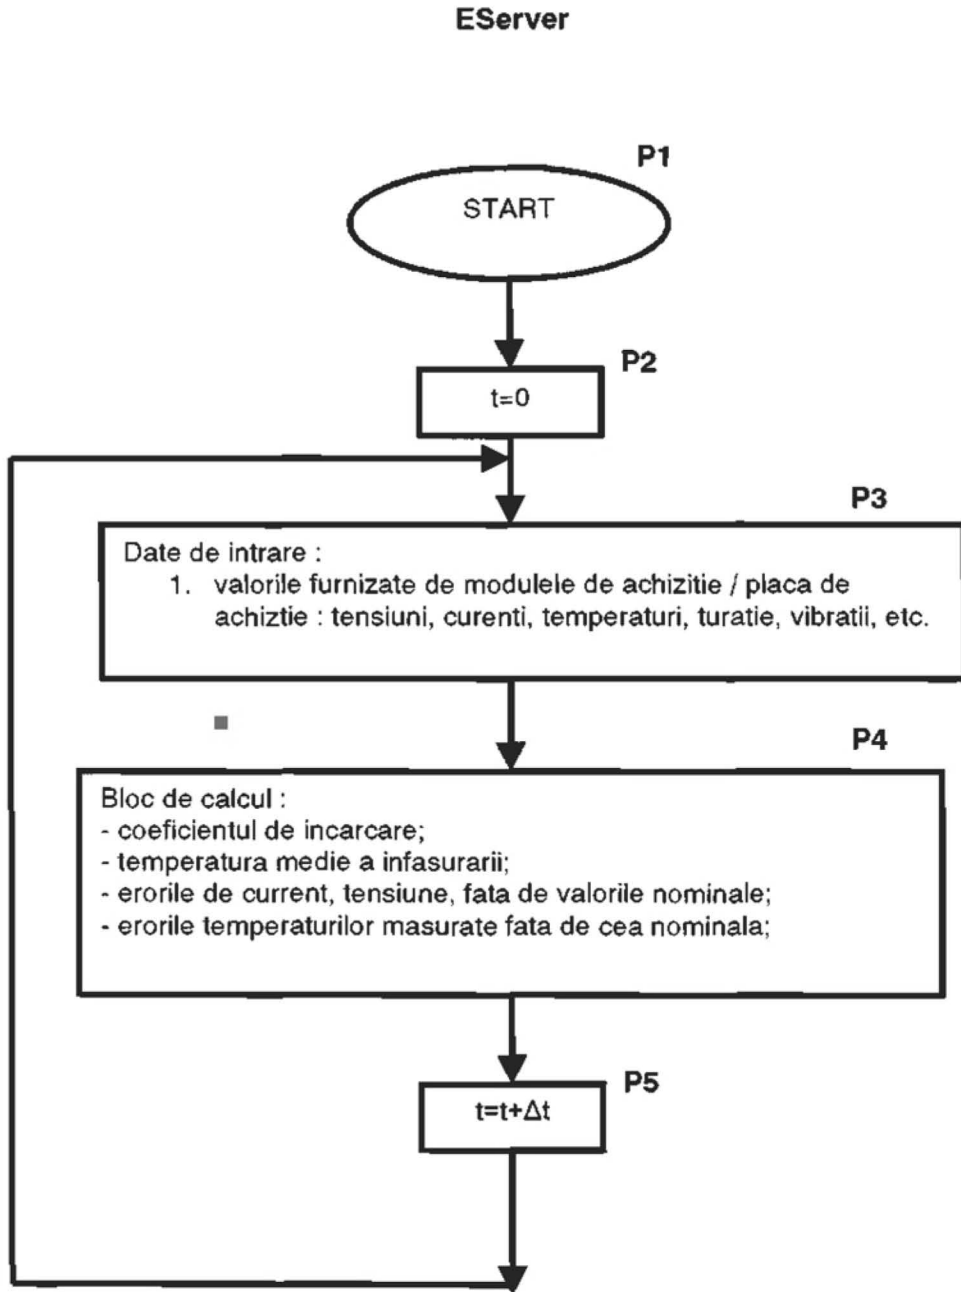 EServer
P1
START
P2
t=0
P3
Date de intrare :
1. valorile furnizate de modulele de achizitie / placa de
achiztie : tensiuni, curenti, temperaturi, turatie, vibratii, etc.
P4
Bloc de calcul :
- coeficientul de incarcare;
- temperatura medie a infasurarii;
- erorile de current, tensiune, fata de valorile nominale;
- erorile temperaturilor masurate fata de cea nominala;
P5
t=t+Δt